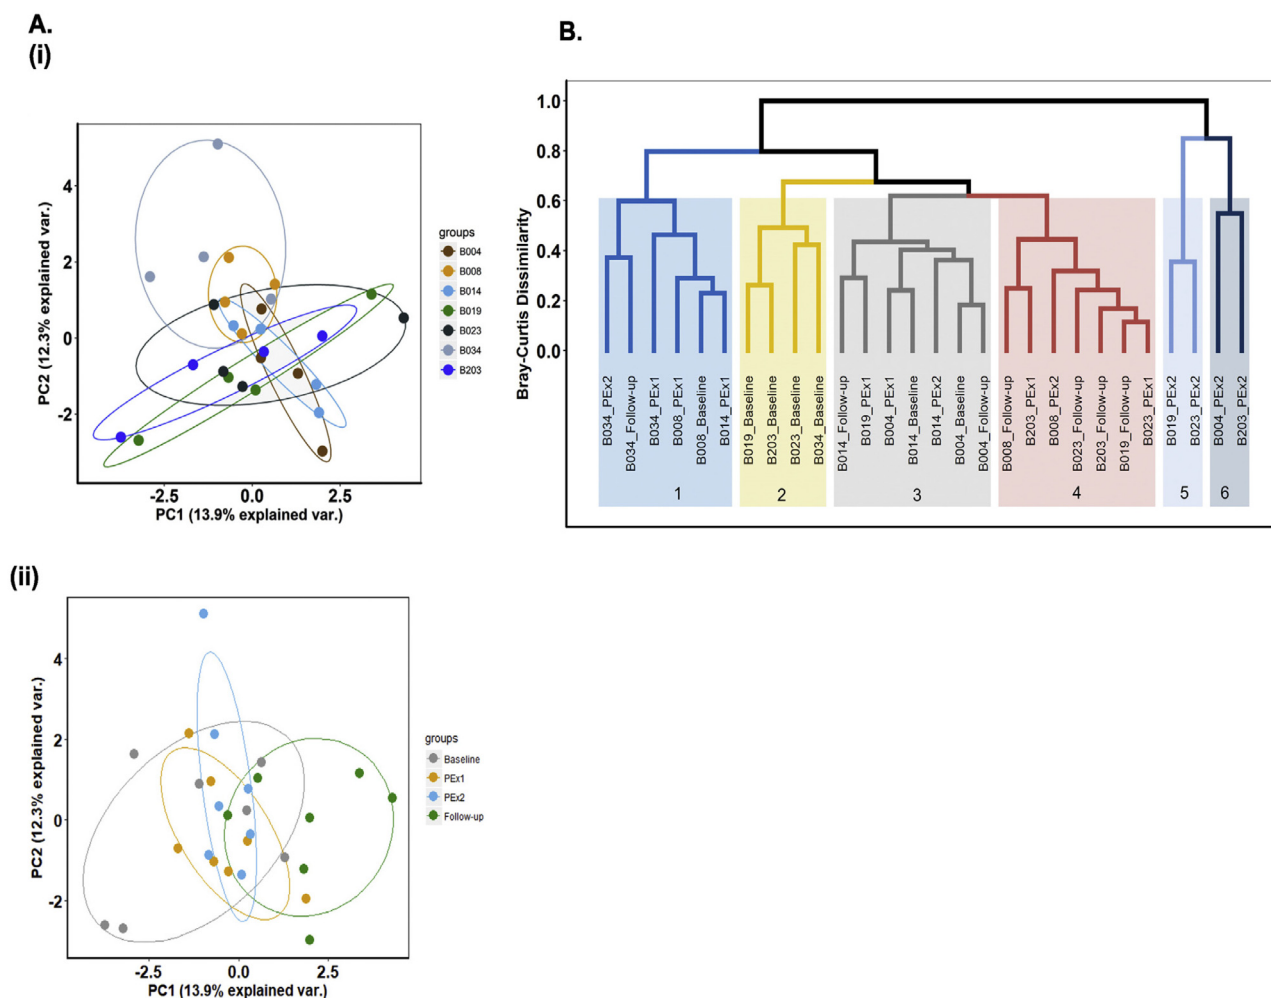 A.
(i)
PC2 (12.3% explained var.)
4
2
0
-2
-2.5
0.0
2.5
PC1 (13.9% explained var.)
groups
B004
B008
B014
B019
B023
B034
B203
B.
Bray-Curtis Dissimilarity
1.0
0.8
0.6
0.4
0.2
0.0
B034_PEx2
B034_Follow-up
B034_PEx1
B008_PEx1
B008_Baseline
B014_PEx1
B019_Baseline
B203_Baseline
B023_Baseline
B034_Baseline
B014_Follow-up
B019_PEx1
B004_PEx1
B014_Baseline
B014_PEx2
B004_Baseline
B004_Follow-up
B008_Follow-up
B203_PEx1
B008_PEx2
B023_Follow-up
B203_Follow-up
B019_Follow-up
B023_PEx1
B019_PEx2
B023_PEx2
B004_PEx2
B203_PEx2
1
2
3
4
5
6
(ii)
PC2 (12.3% explained var.)
4
2
0
-2
-2.5
0.0
2.5
PC1 (13.9% explained var.)
groups
Baseline
PEx1
PEx2
Follow-up